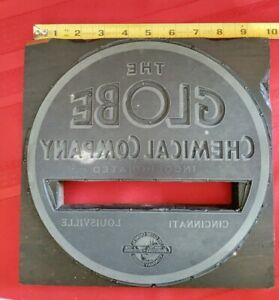 1 2 3 4 5 6 7 8 9 10
THE
GLOBE
CHEMICAL COMPANY
INCORPORATED
CINCINNATI LOUISVILLE